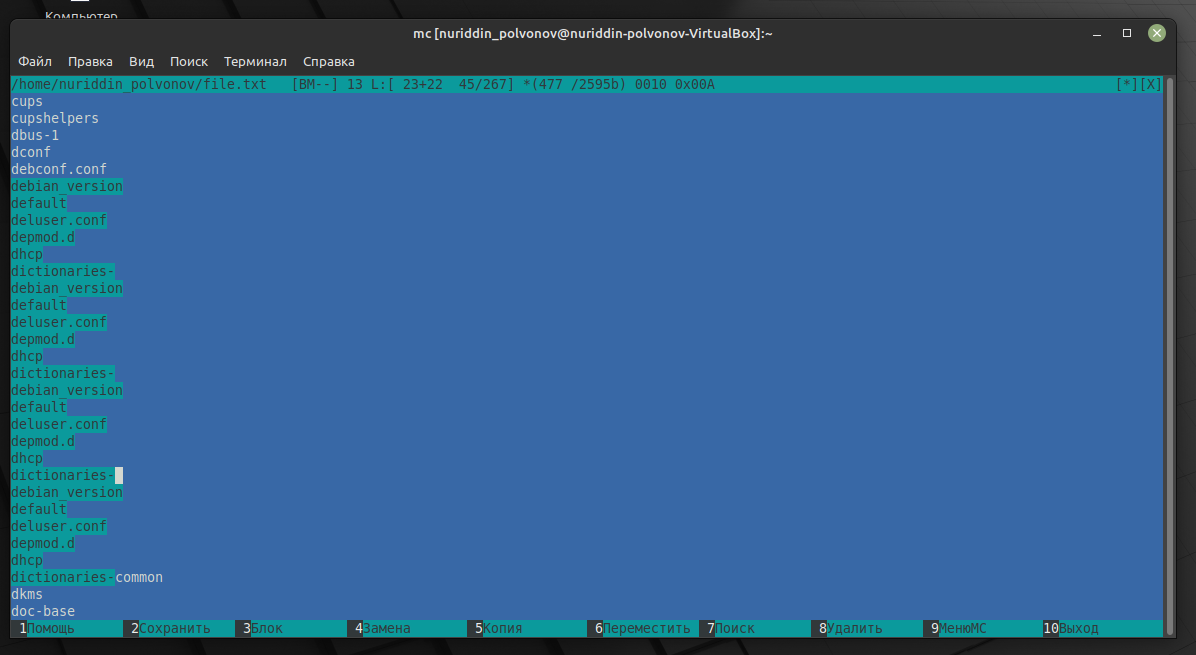 Компьютер
mc [nuriddin_polvonov@nuriddin-polvonov-VirtualBox]:~
Файл Правка Вид Поиск Терминал Справка
/home/nuriddin_polvonov/file.txt [BM--] 13 L:[ 23+22 45/267] *(477 /2595b) 0010 0x00A [*][X]
cups
cupshelpers
dbus-1
dconf
debconf.conf
debian_version
default
deluser.conf
depmod.d
dhcp
dictionaries-
debian_version
default
deluser.conf
depmod.d
dhcp
dictionaries-
debian_version
default
deluser.conf
depmod.d
dhcp
dictionaries-
debian_version
default
deluser.conf
depmod.d
dhcp
dictionaries-common
dkms
doc-base
1Помощь 2Сохранить 3Блок 4Замена 5Копия 6Переместить 7Поиск 8Удалить 9МенюMC 10Выход